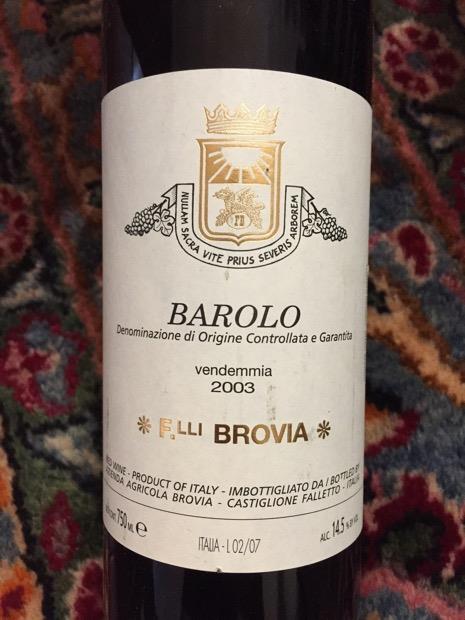 NULLAM SACRA VITE PRIUS SEVERIS ARBOREM
BAROLO
Denominazione di Origine Controllata e Garantita
vendemmia
2003
* F.LLI BROVIA *
RED WINE - PRODUCT OF ITALY - IMBOTTIGLIATO DA / BOTTLED BY
AZIENDA AGRICOLA BROVIA - CASTIGLIONE FALLETTO - ITALIA
750 ML e
ITALIA - L 02/07
ALC. 14,5 % BY VOL.